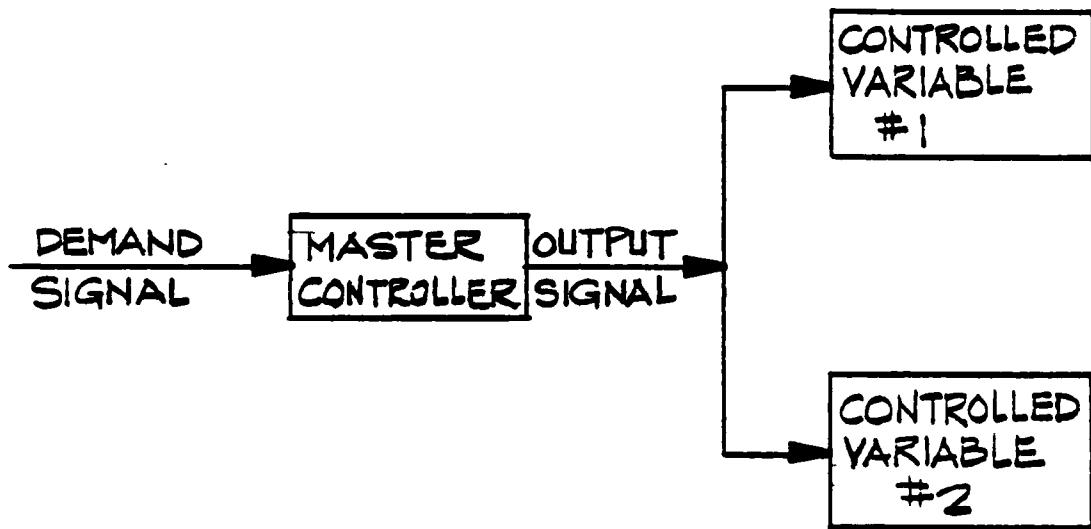 CONTROLLED
VARIABLE
#1
DEMAND
SIGNAL
MASTER
CONTROLLER
OUTPUT
SIGNAL
CONTROLLED
VARIABLE
#2